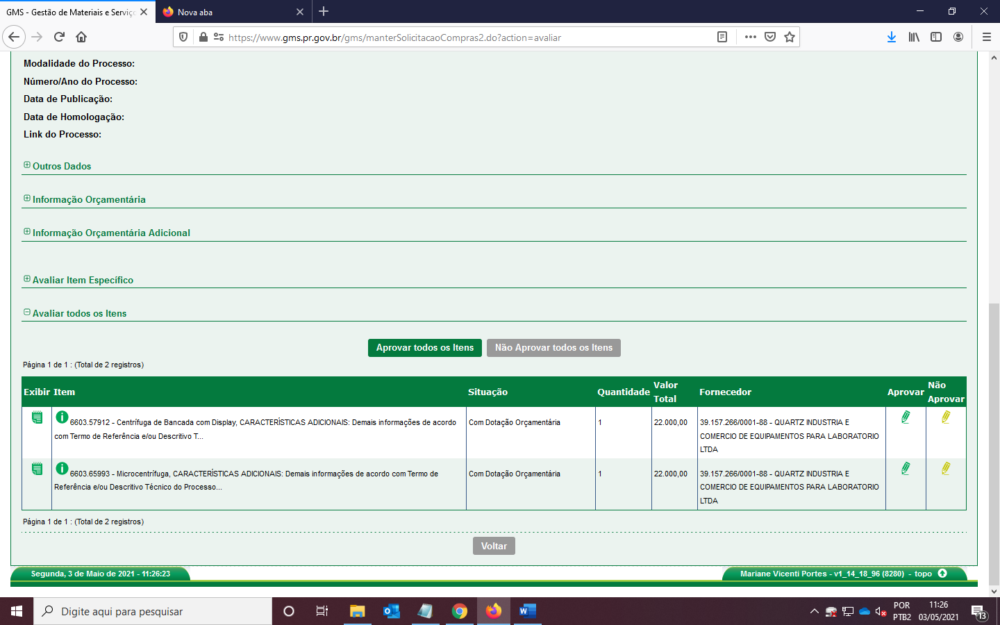 GMS - Gestão de Materiais e Serviço
Nova aba
https://www.gms.pr.gov.br/gms/manterSolicitacaoCompras2.do?action=avaliar
Modalidade do Processo:
Número/Ano do Processo:
Data de Publicação:
Data de Homologação:
Link do Processo:
Outros Dados
Informação Orçamentária
Informação Orçamentária Adicional
Avaliar Item Específico
Avaliar todos os Itens
Aprovar todos os Itens Não Aprovar todos os Itens
Página 1 de 1 : (Total de 2 registros)
Exibir Item Situação Quantidade Valor Total Fornecedor Aprovar Não Aprovar
6603.57912 - Centrífuga de Bancada com Display, CARACTERÍSTICAS ADICIONAIS: Demais informações de acordo
com Termo de Referência e/ou Descritivo T...
Com Dotação Orçamentária
1
22.000,00
39.157.266/0001-88 - QUARTZ INDUSTRIA E
COMERCIO DE EQUIPAMENTOS PARA LABORATORIO
LTDA
6603.65993 - Microcentrífuga, CARACTERÍSTICAS ADICIONAIS: Demais informações de acordo com Termo de
Referência e/ou Descritivo Técnico do Processo...
Com Dotação Orçamentária
1
22.000,00
39.157.266/0001-88 - QUARTZ INDUSTRIA E
COMERCIO DE EQUIPAMENTOS PARA LABORATORIO
LTDA
Página 1 de 1 : (Total de 2 registros)
Voltar
Segunda, 3 de Maio de 2021 - 11:26:23
Mariane Vicenti Portes - v1_14_18_96 (8280) - topo
Digite aqui para pesquisar
POR
PTB2
11:26
03/05/2021
13